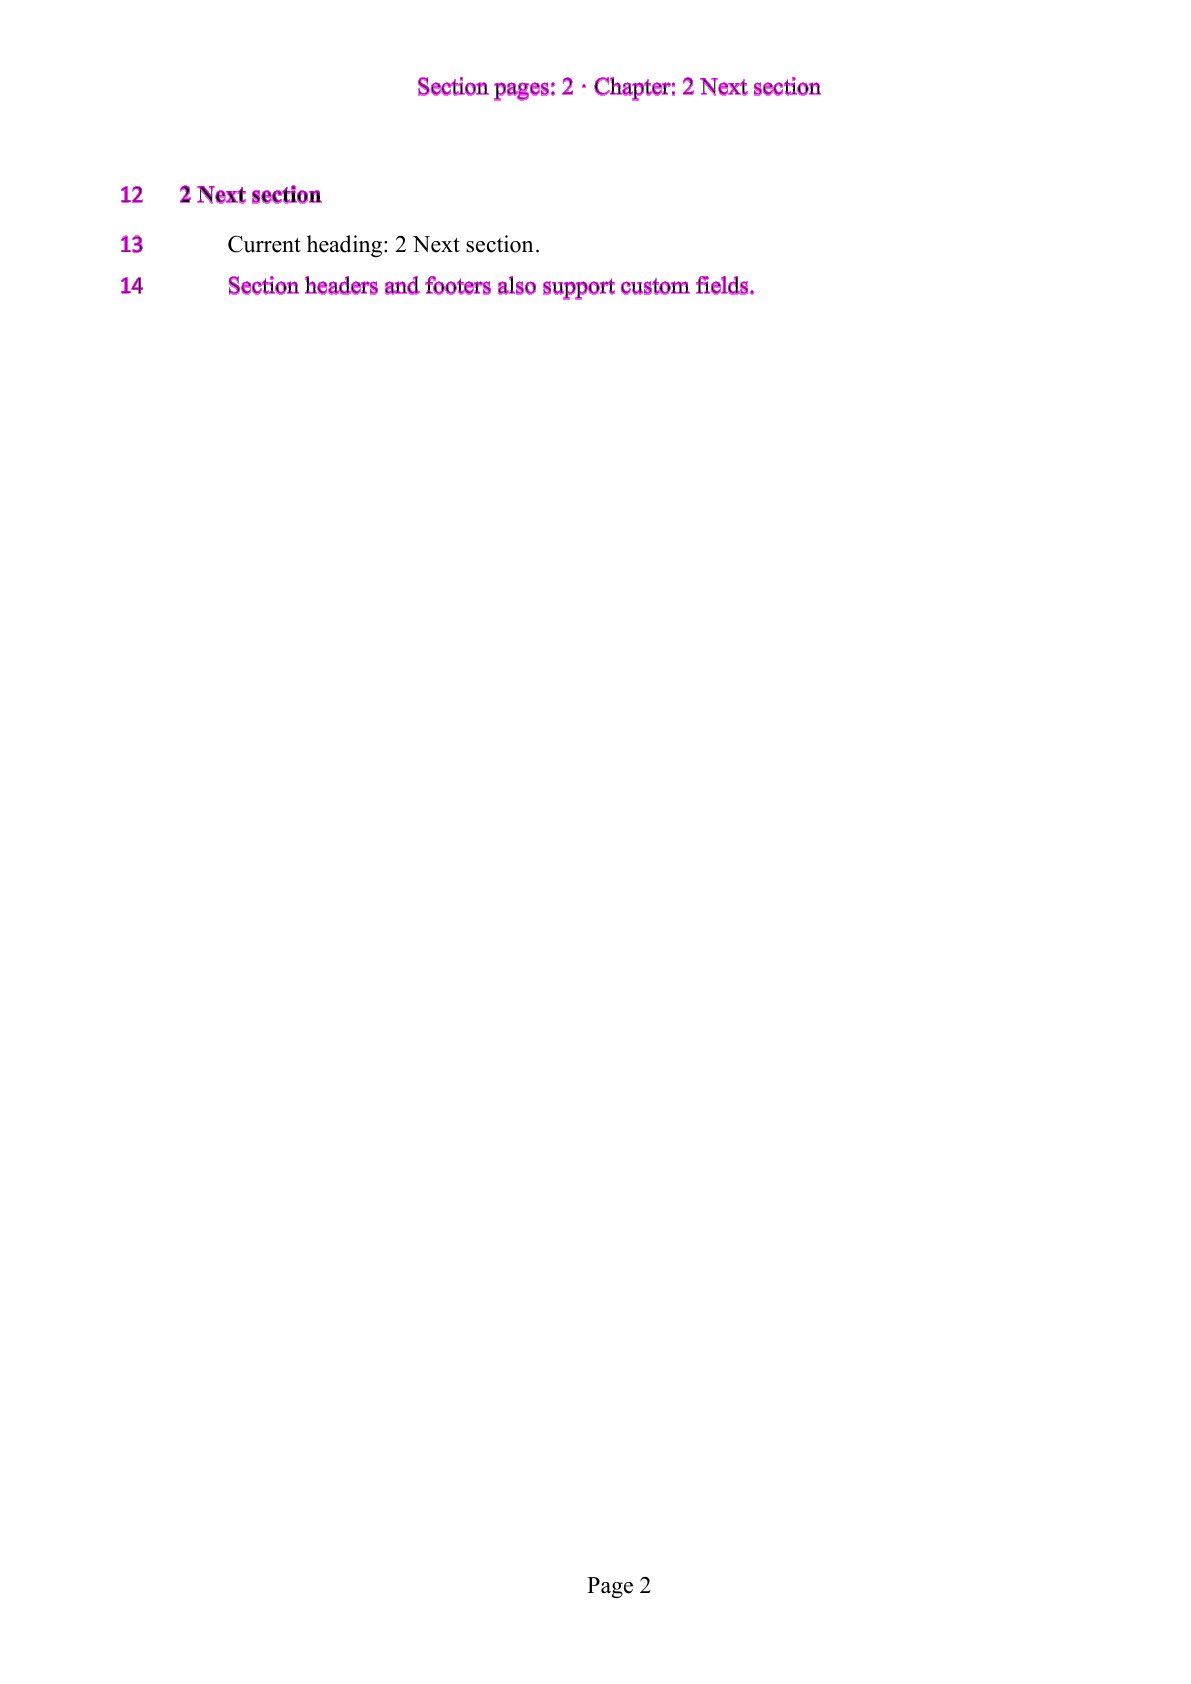 Section pages: 2 · Chapter: 2 Next section
12 2 Next section
13 Current heading: 2 Next section.
14 Section headers and footers also support custom fields.
Page 2